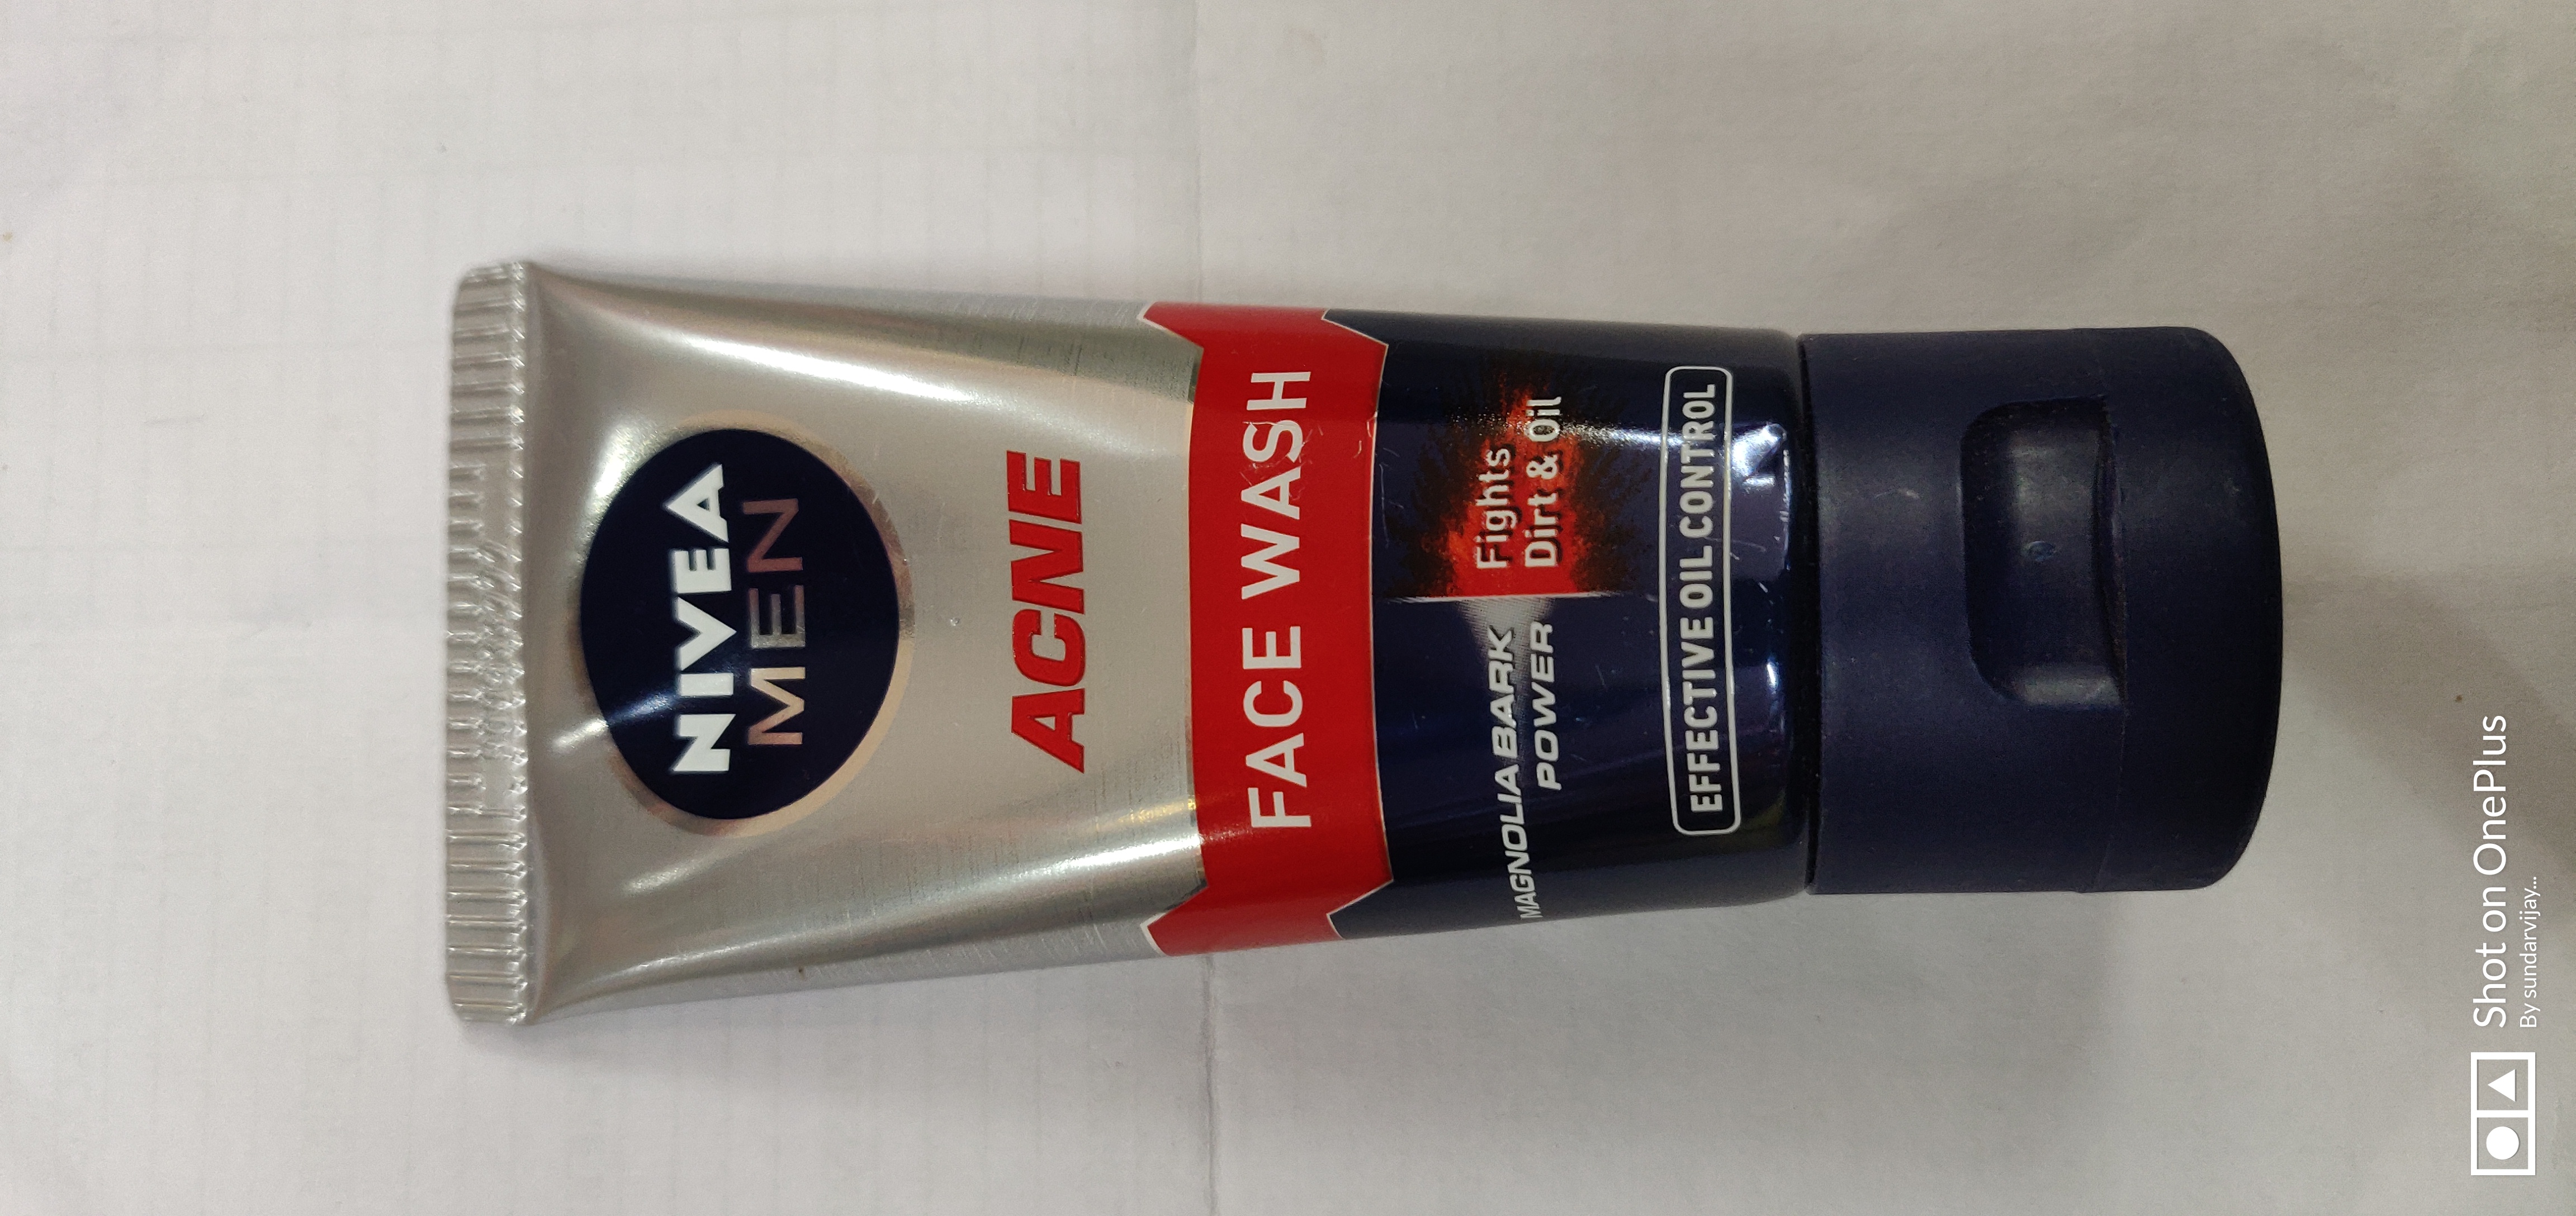 NIVEA
MEN
ACNE
FACE WASH
MAGNOLIA BARK
POWER
Fights
Dirt & Oil
EFFECTIVE OIL CONTROL
Shot on OnePlus
By sundarvijay...